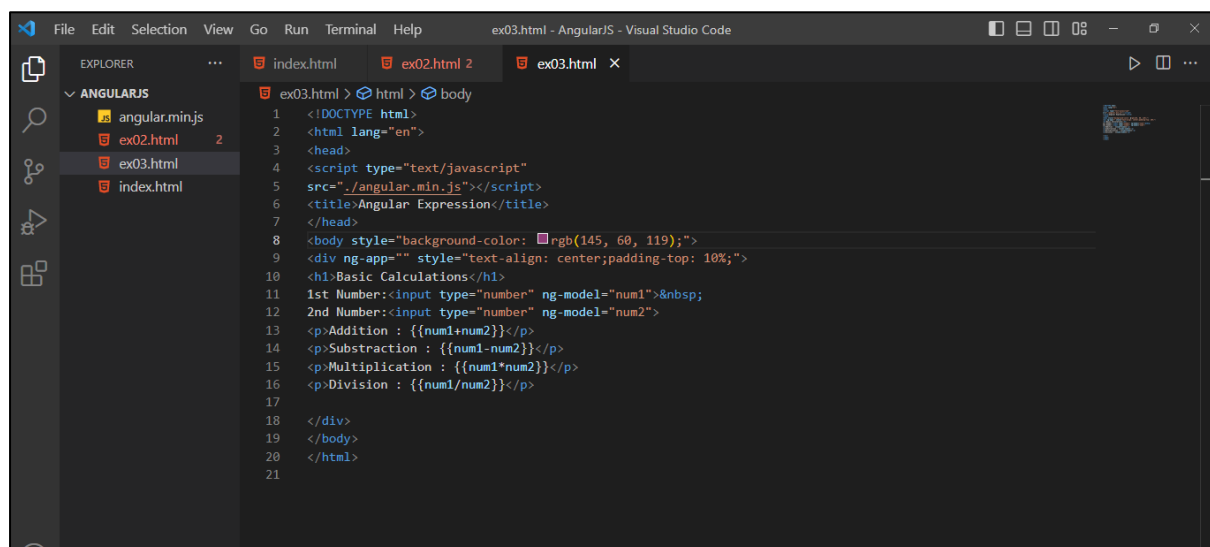 File Edit Selection View Go Run Terminal Help ex03.html - AngularJS - Visual Studio Code
EXPLORER ··· index.html ex02.html 2 ex03.html
ANGULARJS
JS angular.min.js
ex02.html 2
ex03.html
index.html
ex03.html > html > body
1 <!DOCTYPE html>
2 <html lang="en">
3 <head>
4 <script type="text/javascript"
5 src="./angular.min.js"></script>
6 <title>Angular Expression</title>
7 </head>
8 <body style="background-color: rgb(145, 60, 119);">
9 <div ng-app="" style="text-align: center;padding-top: 10%;">
10 <h1>Basic Calculations</h1>
11 1st Number:<input type="number" ng-model="num1">&nbsp;
12 2nd Number:<input type="number" ng-model="num2">
13 <p>Addition : {{num1+num2}}</p>
14 <p>Substraction : {{num1-num2}}</p>
15 <p>Multiplication : {{num1*num2}}</p>
16 <p>Division : {{num1/num2}}</p>
17
18 </div>
19 </body>
20 </html>
21